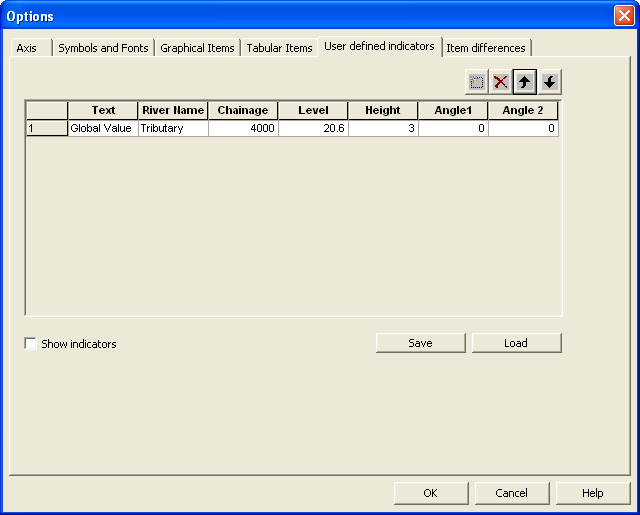 Options
Axis Symbols and Fonts Graphical Items Tabular Items User defined indicators Item differences
Text River Name Chainage Level Height Angle1 Angle 2
1 Global Value Tributary 4000 20.6 3 0 0
Show indicators Save Load
OK Cancel Help